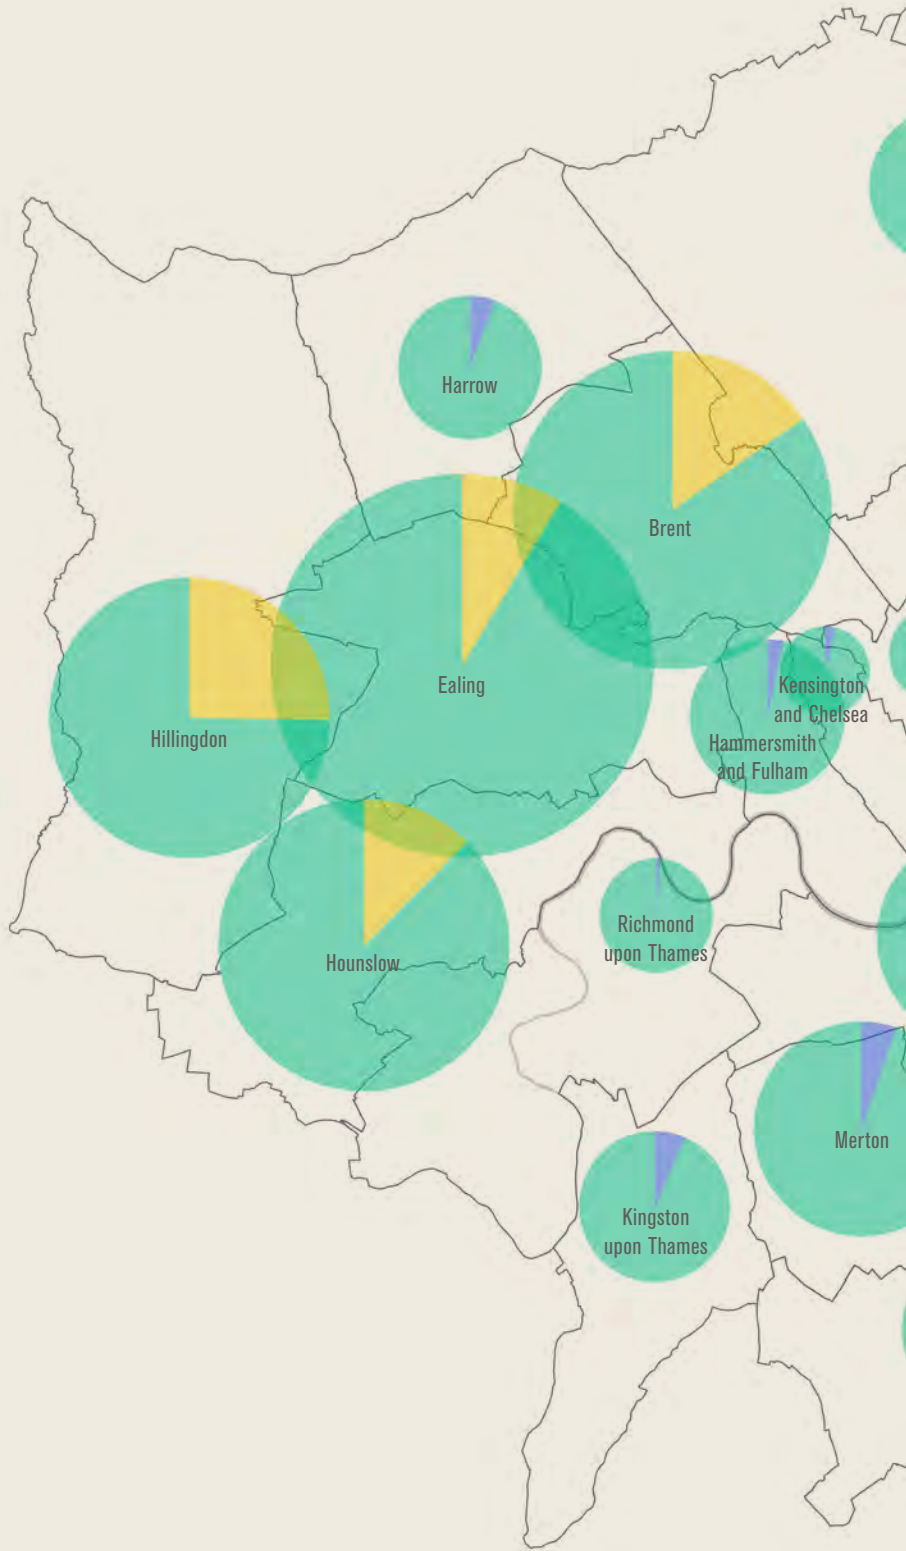 Harrow
Brent
Ealing
Kensington
and Chelsea
Hillingdon
Hammersmith
and Fulham
Richmond
upon Thames
Hounslow
Merton
Kingston
upon Thames